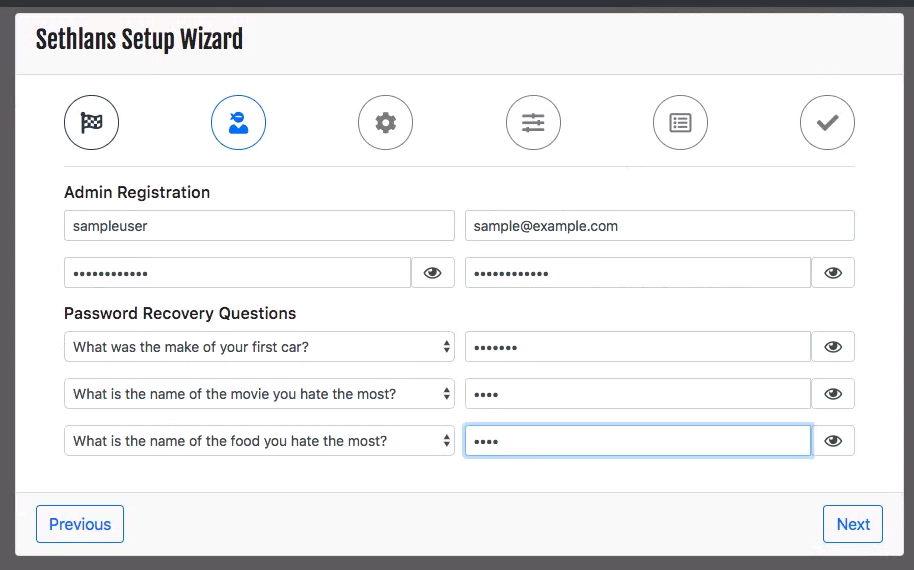 Sethlans Setup Wizard
Admin Registration
sampleuser
sample@example.com
••••••••••••
••••••••••••
Password Recovery Questions
What was the make of your first car?
•••••••
What is the name of the movie you hate the most?
••••
What is the name of the food you hate the most?
••••
Previous
Next